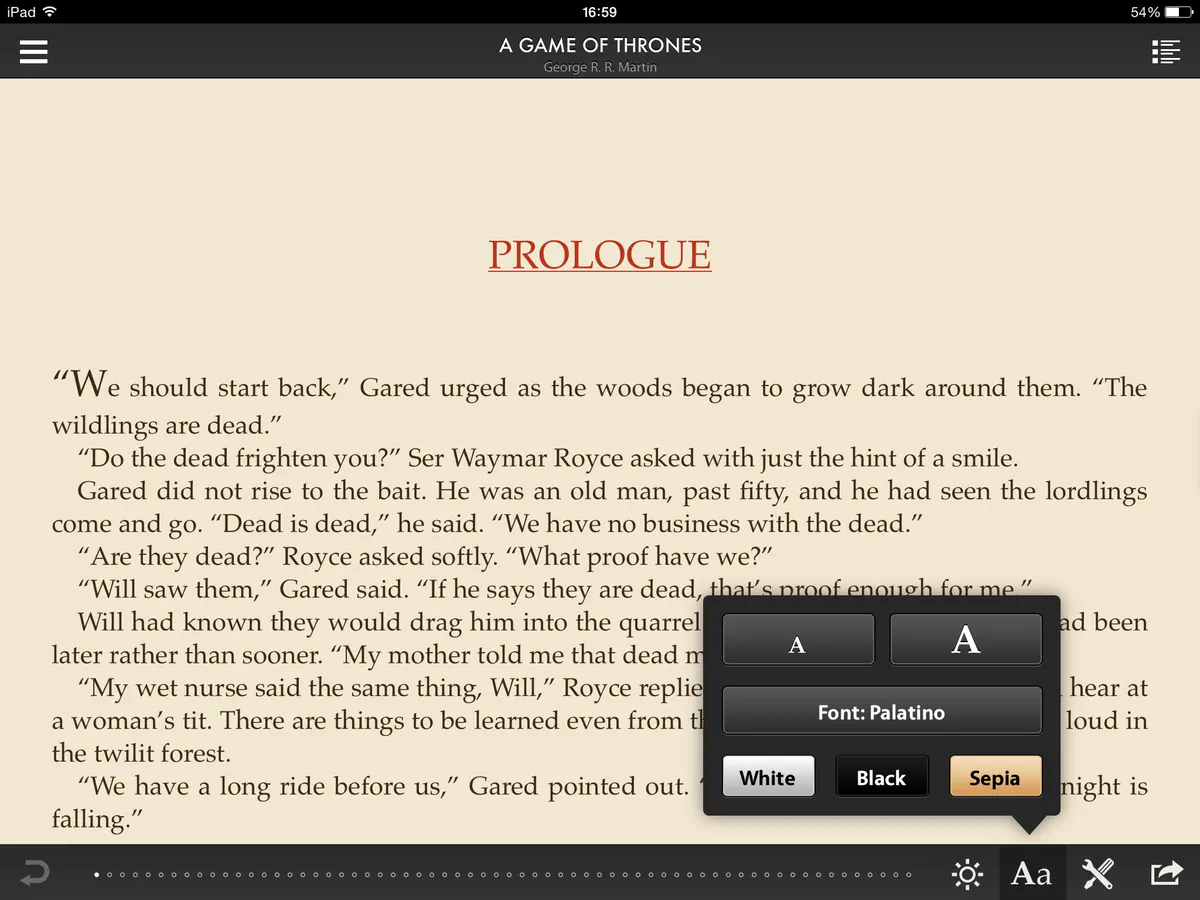 iPad 16:59 54%
A GAME OF THRONES
George R. R. Martin
PROLOGUE
“We should start back,” Gared urged as the woods began to grow dark around them. “The
wildlings are dead.”
“Do the dead frighten you?” Ser Waymar Royce asked with just the hint of a smile.
Gared did not rise to the bait. He was an old man, past fifty, and he had seen the lordlings
come and go. “Dead is dead,” he said. “We have no business with the dead.”
“Are they dead?” Royce asked softly. “What proof have we?”
“Will saw them,” Gared said. “If he says they are dead, that’s proof enough for me.”
Will had known they would drag him into the quarrel ad been
later rather than sooner. “My mother told me that dead m
“My wet nurse said the same thing, Will,” Royce replie hear at
a woman’s tit. There are things to be learned even from th loud in
the twilit forest.
“We have a long ride before us,” Gared pointed out. “ night is
falling.”
A A
Font: Palatino
White Black Sepia
Aa